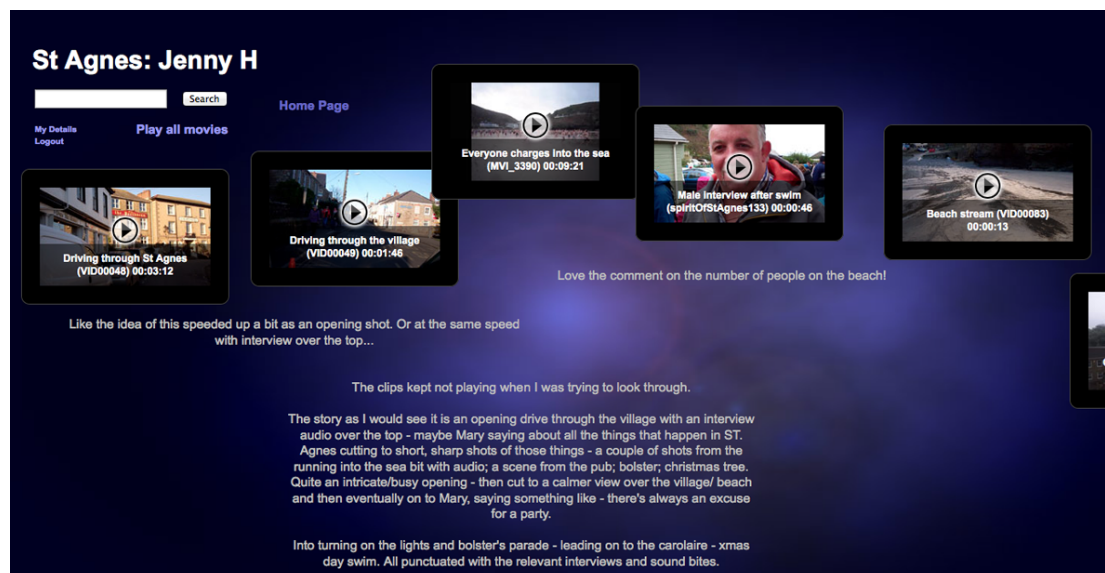 St Agnes: Jenny H
Search
Home Page
My Details
Play all movies
Logout
Everyone charges into the sea
(MVI_3390) 00:09:21
Male interview after swim
(spiritOfStAgnes133) 00:00:46
Beach stream (VID00083)
00:00:13
Driving through the village
(VID00049) 00:01:46
Driving through St Agnes
(VID00048) 00:03:12
Love the comment on the number of people on the beach!
Like the idea of this speeded up a bit as an opening shot. Or at the same speed
with interview over the top...
The clips kept not playing when I was trying to look through.
The story as I would see it is an opening drive through the village with an interview
audio over the top - maybe Mary saying about all the things that happen in ST.
Agnes cutting to short, sharp shots of those things - a couple of shots from the
running into the sea bit with audio; a scene from the pub; bolster; christmas tree.
Quite an intricate/busy opening - then cut to a calmer view over the village/ beach
and then eventually on to Mary, saying something like - there's always an excuse
for a party.
Into turning on the lights and bolster's parade - leading on to the carolaire - xmas
day swim. All punctuated with the relevant interviews and sound bites.